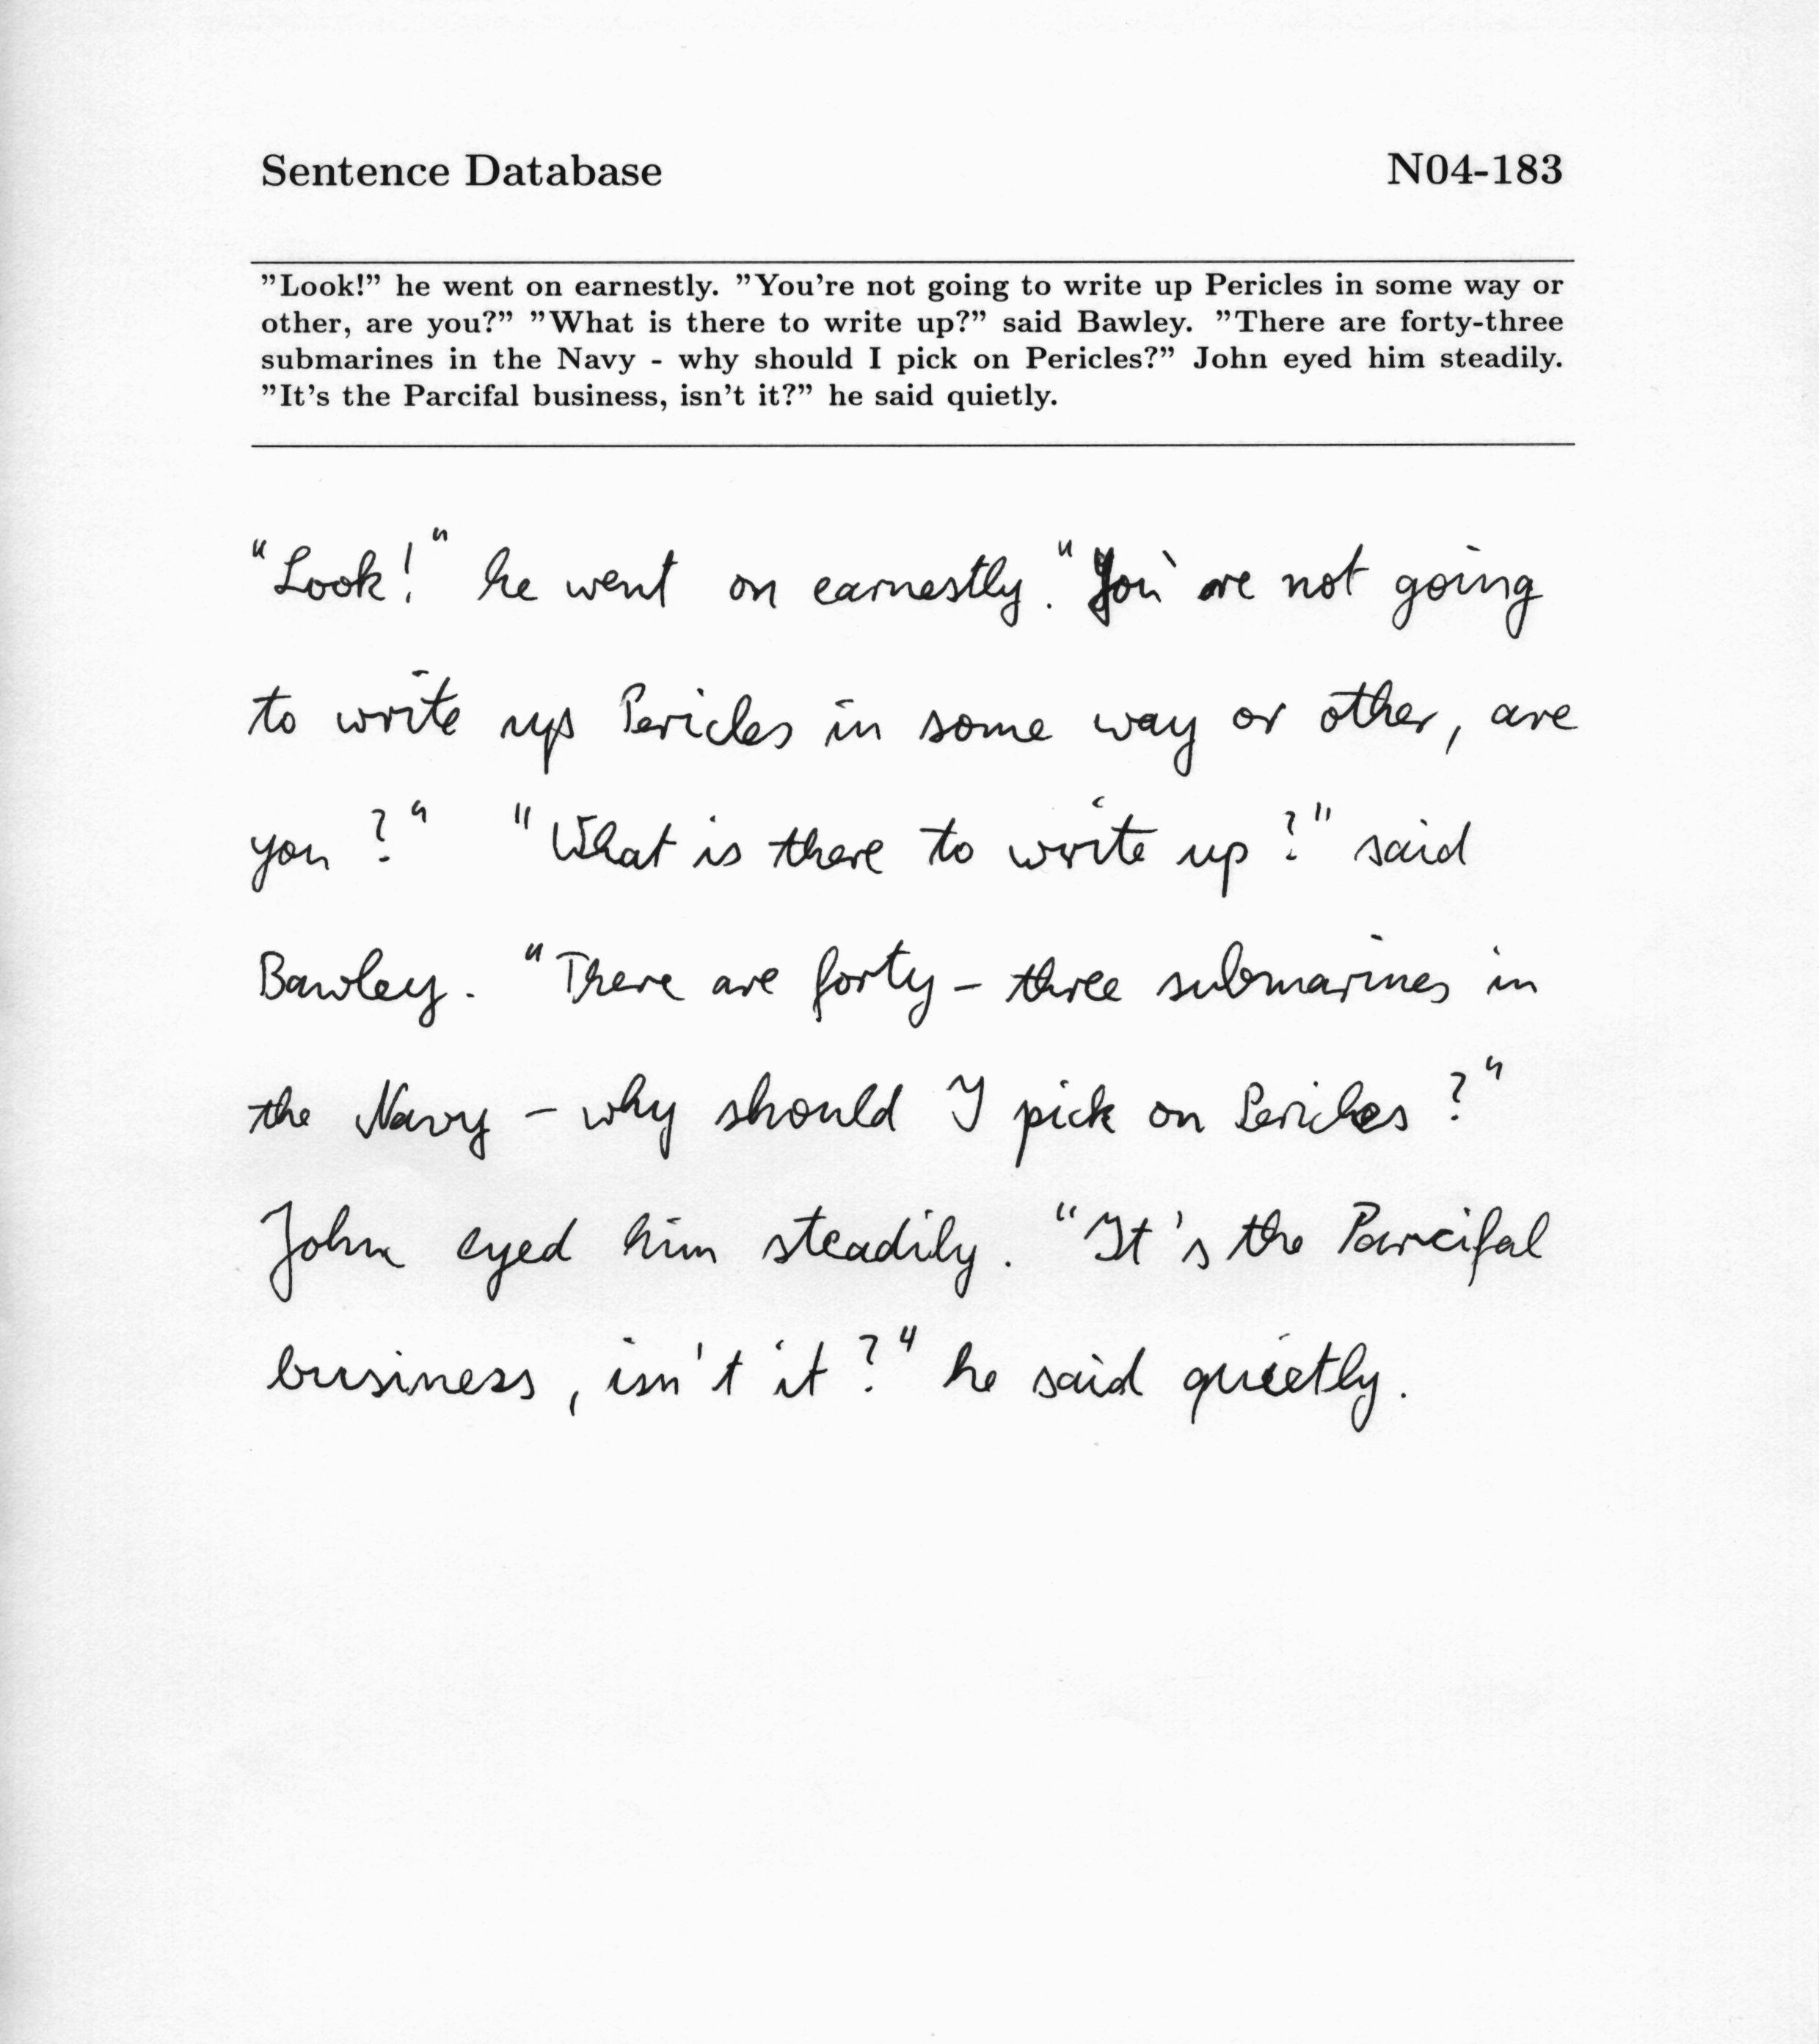 Sentence Database N04-183
"Look!" he went on earnestly. "You're not going to write up Pericles in some way or
other, are you?" "What is there to write up?" said Bawley. "There are forty-three
submarines in the Navy - why should I pick on Pericles?" John eyed him steadily.
"It's the Parcifal business, isn't it?" he said quietly.
"Look!" he went on earnestly. "You're not going
to write up Pericles in some way or other, are
you?" "What is there to write up?" said
Bawley. "There are forty-three submarines in
the Navy - why should I pick on Pericles?"
John eyed him steadily. "It's the Parcifal
business, isn't it?" he said quietly.